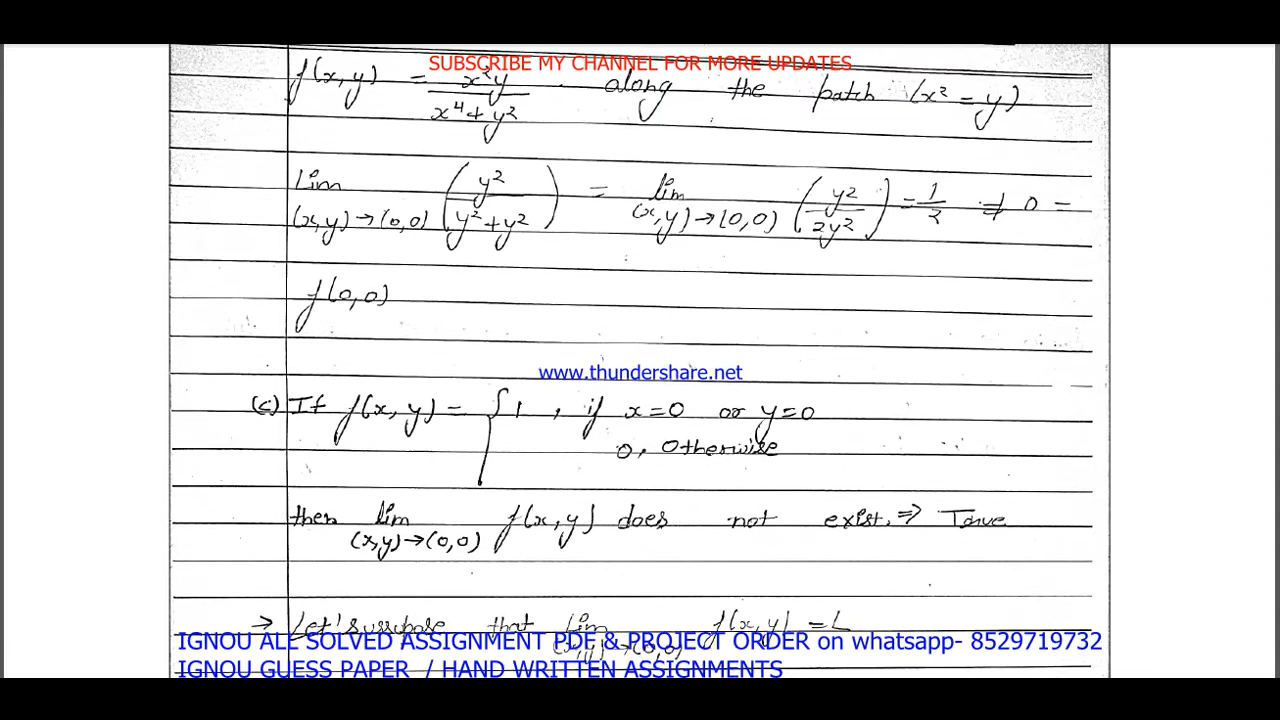 SUBSCRIBE MY CHANNEL FOR MORE UPDATES
f(x,y) = x²y / x⁴+y² along the patch (x² = y)
lim (x,y)→(0,0) (y² / y²+y²) = lim (x,y)→(0,0) (y² / 2y²) = 1/2 ≠ 0 =
f(0,0)
www.thundershare.net
(c) If f(x, y) = { 1 , if x=0 or y=0
0, Otherwise
then lim (x,y)→(0,0) f(x,y) does not exist. ⇒ True
→ Let's suppose that lim (x,y)→(0,0) f(x,y) = L
IGNOU ALL SOLVED ASSIGNMENT PDF & PROJECT ORDER on whatsapp- 8529719732
IGNOU GUESS PAPER / HAND WRITTEN ASSIGNMENTS